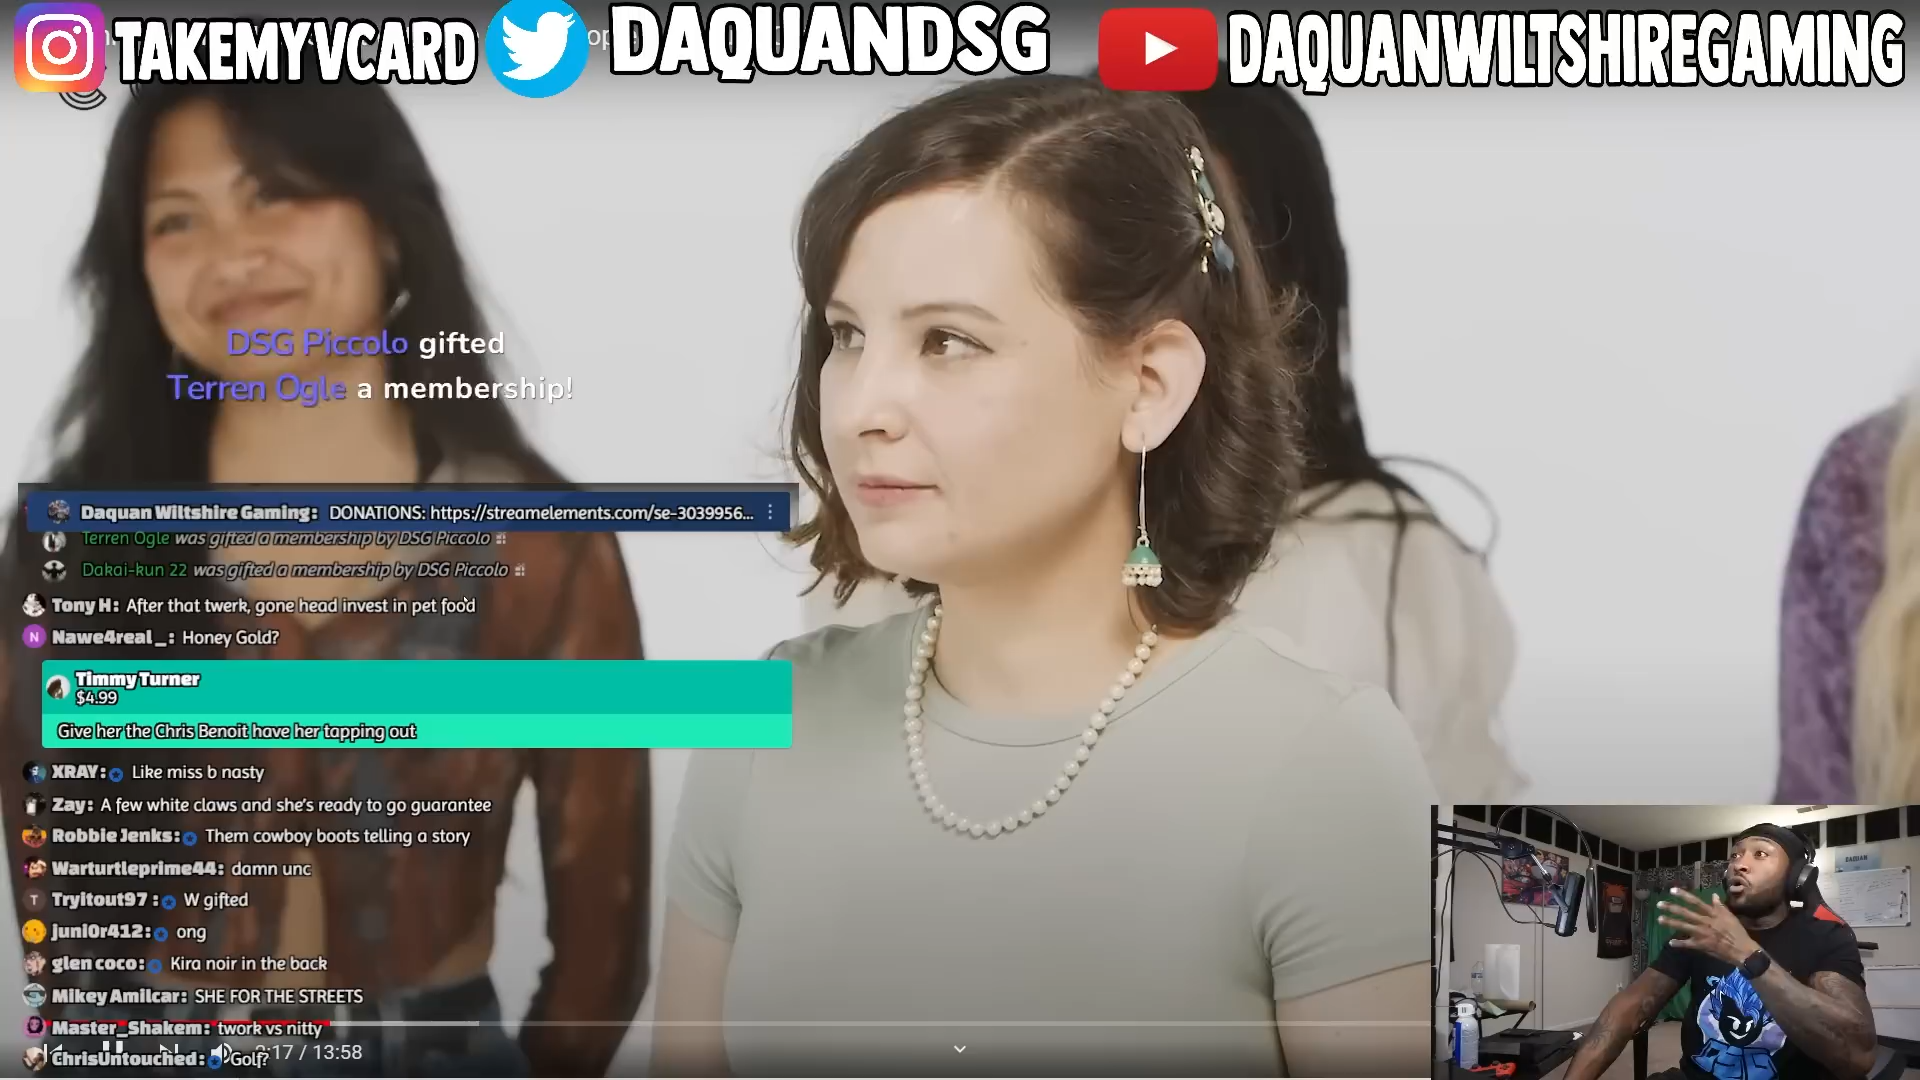 TAKEMYVCARD
DAQUANDSG
DAQUANWILTSHIREGAMING
DSG Piccolo gifted
Terren Ogle a membership!
Daquan Wiltshire Gaming: DONATIONS: https://streamelements.com/se-3039956...
Terren Ogle was gifted a membership by DSG Piccolo
Dakai-kun 22 was gifted a membership by DSG Piccolo
Tony H: After that twerk, gone head invest in pet food
N Nawe4real_: Honey Gold?
Timmy Turner
$4.99
Give her the Chris Benoit have her tapping out
XRAY: Like miss b nasty
Zay: A few white claws and she's ready to go guarantee
Robbie Jenks: Them cowboy boots telling a story
Warturtleprime44: damn unc
T Tryitout97: W gifted
juni0r412: ong
glen coco: Kira noir in the back
Mikey Amilcar: SHE FOR THE STREETS
Master_Shakem: twork vs nitty
ChrisUntouched: Golf?
:17 / 13:58
DAQUAN